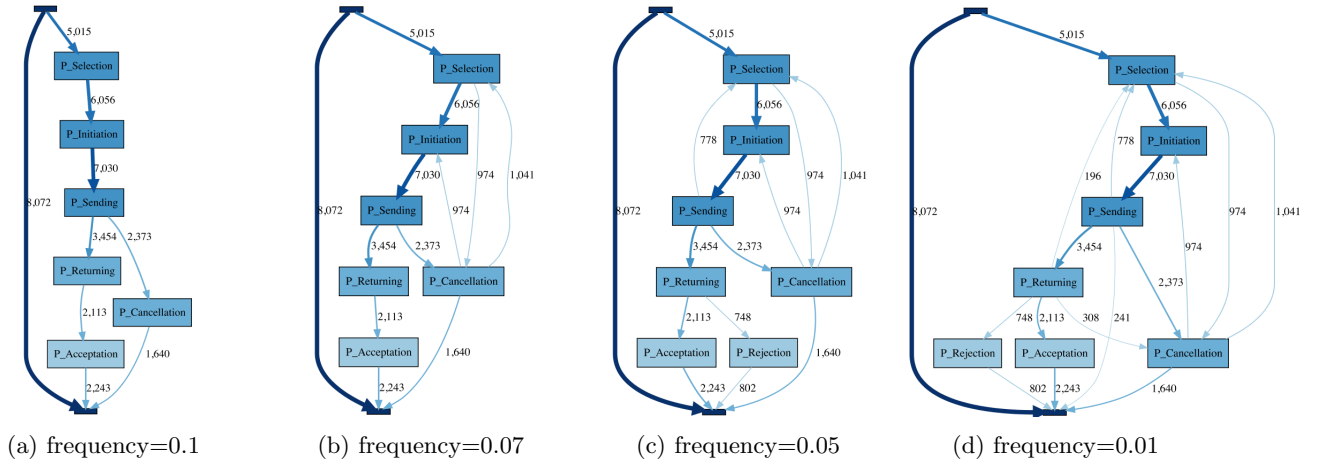 5,015
P_Selection
6,056
P_Initiation
7,030
8,072
P_Sending
3,454
2,373
P_Returning
2,113
P_Cancellation
P_Acceptation
1,640
2,243
(a) frequency=0.1
5,015
P_Selection
6,056
P_Initiation
7,030
974
1,041
8,072
P_Sending
974
3,454
2,373
P_Returning
P_Cancellation
2,113
P_Acceptation
1,640
2,243
(b) frequency=0.07
5,015
P_Selection
6,056
778
P_Initiation
7,030
974
1,041
8,072
P_Sending
974
3,454
2,373
P_Returning
P_Cancellation
2,113
748
P_Acceptation
P_Rejection
1,640
2,243
802
(c) frequency=0.05
5,015
P_Selection
6,056
778
P_Initiation
196
7,030
8,072
P_Sending
974
1,041
3,454
974
P_Returning
2,373
748
2,113
308
241
P_Rejection
P_Acceptation
P_Cancellation
802
2,243
1,640
(d) frequency=0.01